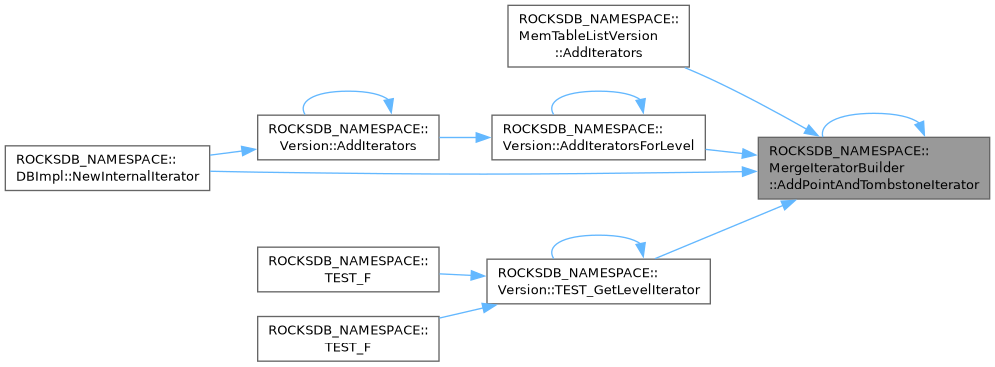 ROCKSDB_NAMESPACE::
MemTableListVersion
::AddIterators
ROCKSDB_NAMESPACE::
Version::AddIterators
ROCKSDB_NAMESPACE::
Version::AddIteratorsForLevel
ROCKSDB_NAMESPACE::
MergeIteratorBuilder
::AddPointAndTombstoneIterator
ROCKSDB_NAMESPACE::
DBImpl::NewInternalIterator
ROCKSDB_NAMESPACE::
TEST_F
ROCKSDB_NAMESPACE::
Version::TEST_GetLevelIterator
ROCKSDB_NAMESPACE::
TEST_F